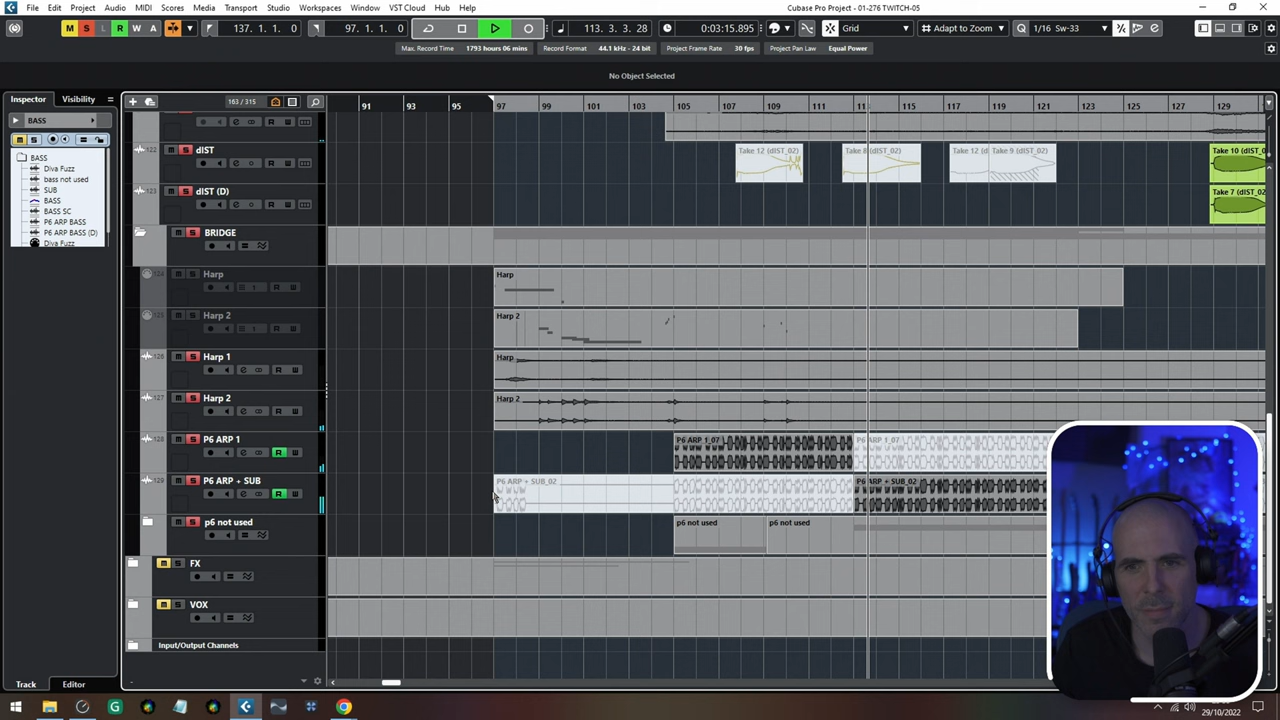 File Edit Project Audio MIDI Scores Media Transport Studio Workspaces Window VST Cloud Hub Help
Cubase Pro Project - 01-276 TWITCH-05
M S L R W A
137. 1. 1. 0
97. 1. 1. 0
113. 3. 3. 28
0:03:15.895
Grid
Adapt to Zoom
1/16 Sw-33
Max. Record Time 1793 hours 06 mins
Record Format 44.1 kHz - 24 bit
Project Frame Rate 30 fps
Project Pan Law Equal Power
No Object Selected
Inspector Visibility
163 / 315
91 93 95 97 99 101 103 105 107 109 111 115 117 119 121 123 125 127 129
BASS
BASS
Diva Fuzz
bass not used
SUB
BASS
BASS SC
P6 ARP BASS
P6 ARP BASS (D)
Diva Fuzz
122 dIST
Take 12 (dIST_02)
Take 9 (dIST_02)
Take 10 (dIST_0
123 dIST (D)
Take 7 (dIST_02
BRIDGE
Harp
Harp
Harp 2
Harp 2
126 Harp 1
Harp
127 Harp 2
Harp 2
128 P6 ARP 1
P6 ARP 1_07
P6 ARP 1_07
129 P6 ARP + SUB
P6 ARP + SUB_02
P6 ARP + SUB_02
p6 not used
p6 not used
p6 not used
FX
VOX
Input/Output Channels
Track Editor
29/10/2022